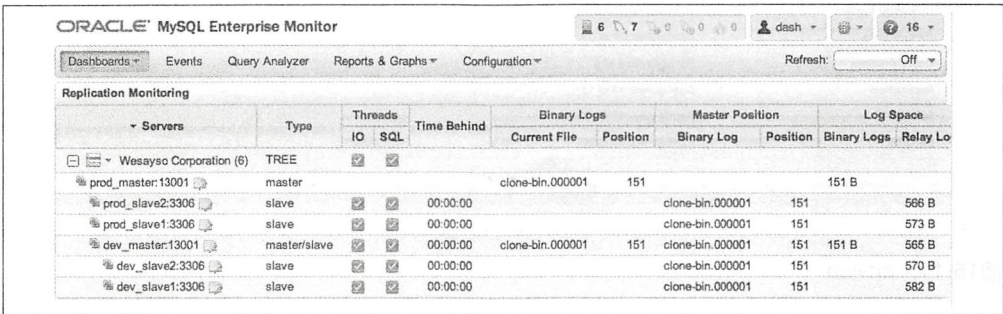 ORACLE MySQL Enterprise Monitor 6 7 0 0 0 dash 16
Dashboards Events Query Analyzer Reports & Graphs Configuration Refresh: Off
Replication Monitoring
Servers Type Threads Time Behind Binary Logs Master Position Log Space
IO SQL Current File Position Binary Log Position Binary Logs Relay Lo
Wesayso Corporation (6) TREE
prod_master:13001 master clone-bin.000001 151 151 B
prod_slave2:3306 slave 00:00:00 clone-bin.000001 151 566 B
prod_slave1:3306 slave 00:00:00 clone-bin.000001 151 573 B
dev_master:13001 master/slave 00:00:00 clone-bin.000001 151 clone-bin.000001 151 151 B 565 B
dev_slave2:3306 slave 00:00:00 clone-bin.000001 151 570 B
dev_slave1:3306 slave 00:00:00 clone-bin.000001 151 582 B